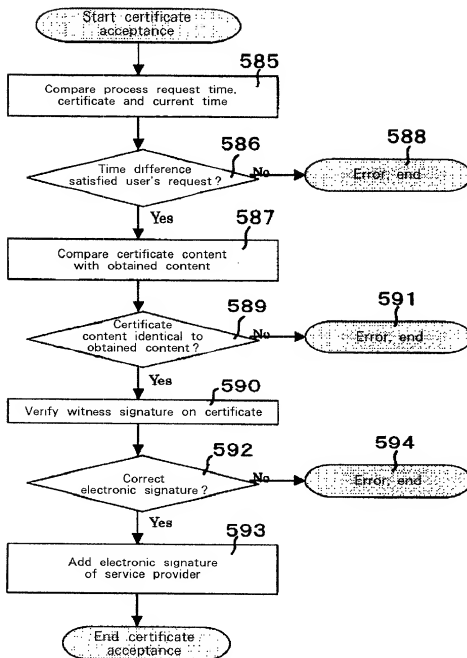 Start certificate
acceptance
585
Compare process request time,
certificate and current time
586
588
Time difference
satisfied user's request?
No
Error, end
Yes
587
Compare certificate content
with obtained content
589
591
Certificate
content identical to
obtained content?
No
Error, end
Yes
590
Verify witness signature on certificate
592
594
Correct
electronic signature?
No
Error, end
Yes
593
Add electronic signature
of service provider
End certificate
acceptance